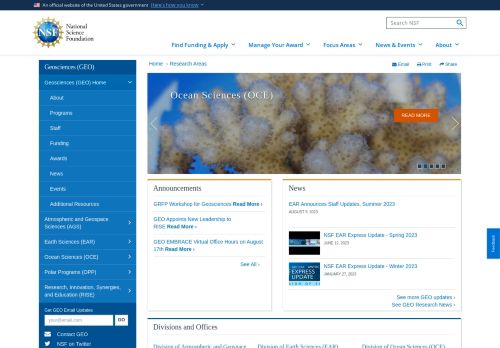 An official website of the United States government Here's how you know
NSF
National
Science
Foundation
Search NSF
Find Funding & Apply
Manage Your Award
Focus Areas
News & Events
About
Geosciences (GEO)
Geosciences (GEO) Home
About
Programs
Staff
Funding
Awards
News
Events
Additional Resources
Atmospheric and Geospace
Sciences (AGS)
Earth Sciences (EAR)
Ocean Sciences (OCE)
Polar Programs (OPP)
Research, Innovation, Synergies,
and Education (RISE)
Get GEO Email Updates
your@email.com GO
Contact GEO
NSF on Twitter
Home › Research Areas
Email Print Share
Ocean Sciences (OCE)
READ MORE
Announcements
GRFP Workshop for Geosciences Read More ›
GEO Appoints New Leadership to
RISE Read More ›
GEO EMBRACE Virtual Office Hours on August
17th Read More ›
See All ›
News
EAR Announces Staff Updates, Summer 2023
AUGUST 9, 2023
NSF EAR Express Update - Spring 2023
JUNE 12, 2023
EXPRESS
UPDATE
NSF EAR Express Update - Winter 2023
JANUARY 27, 2023
See more GEO updates ›
See GEO Research News ›
Feedback
Divisions and Offices
Division of Atmospheric and Geospace
Division of Earth Sciences (EAR)
Division of Ocean Sciences (OCE)